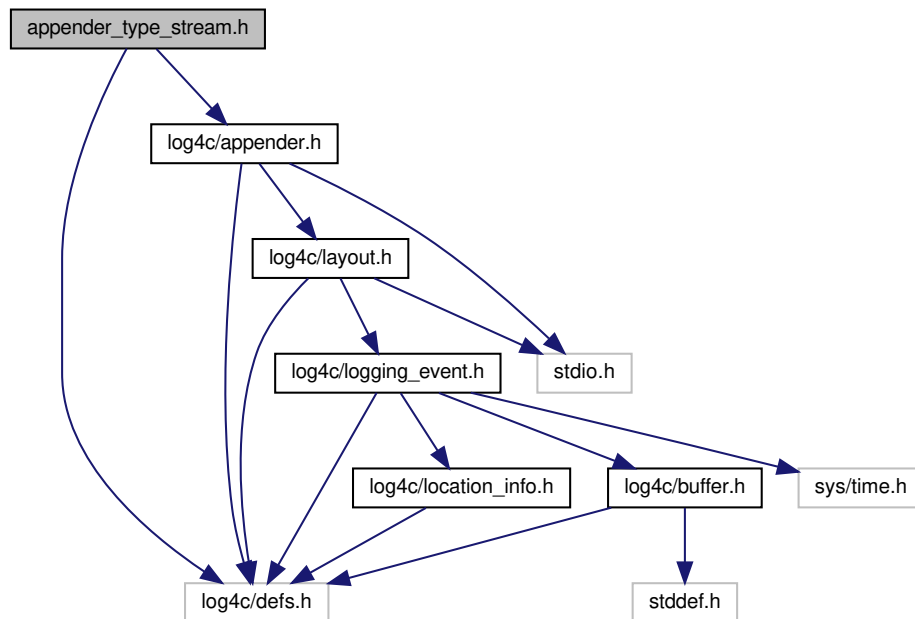 appender_type_stream.h
log4c/appender.h
log4c/layout.h
log4c/logging_event.h
stdio.h
log4c/location_info.h
log4c/buffer.h
sys/time.h
log4c/defs.h
stddef.h